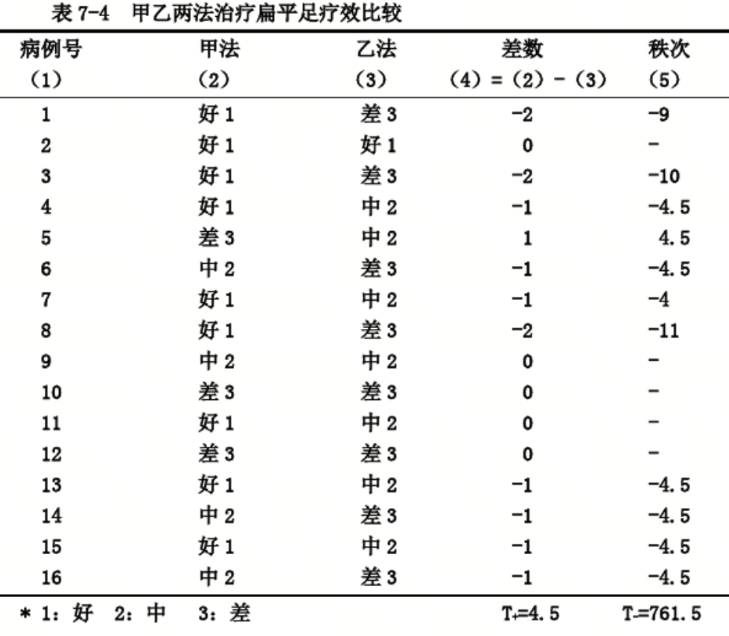 表 7-4 甲乙两法治疗扁平足疗效比较
病例号 甲法 乙法 差数 秩次
(1) (2) (3) (4) = (2) - (3) (5)
1 好 1 差 3 -2 -9
2 好 1 好 1 0 -
3 好 1 差 3 -2 -10
4 好 1 中 2 -1 -4.5
5 差 3 中 2 1 4.5
6 中 2 差 3 -1 -4.5
7 好 1 中 2 -1 -4
8 好 1 差 3 -2 -11
9 中 2 中 2 0 -
10 差 3 差 3 0 -
11 好 1 中 2 0 -
12 差 3 差 3 0 -
13 好 1 中 2 -1 -4.5
14 中 2 差 3 -1 -4.5
15 好 1 中 2 -1 -4.5
16 中 2 差 3 -1 -4.5
* 1: 好 2: 中 3: 差 T+=4.5 T-=761.5